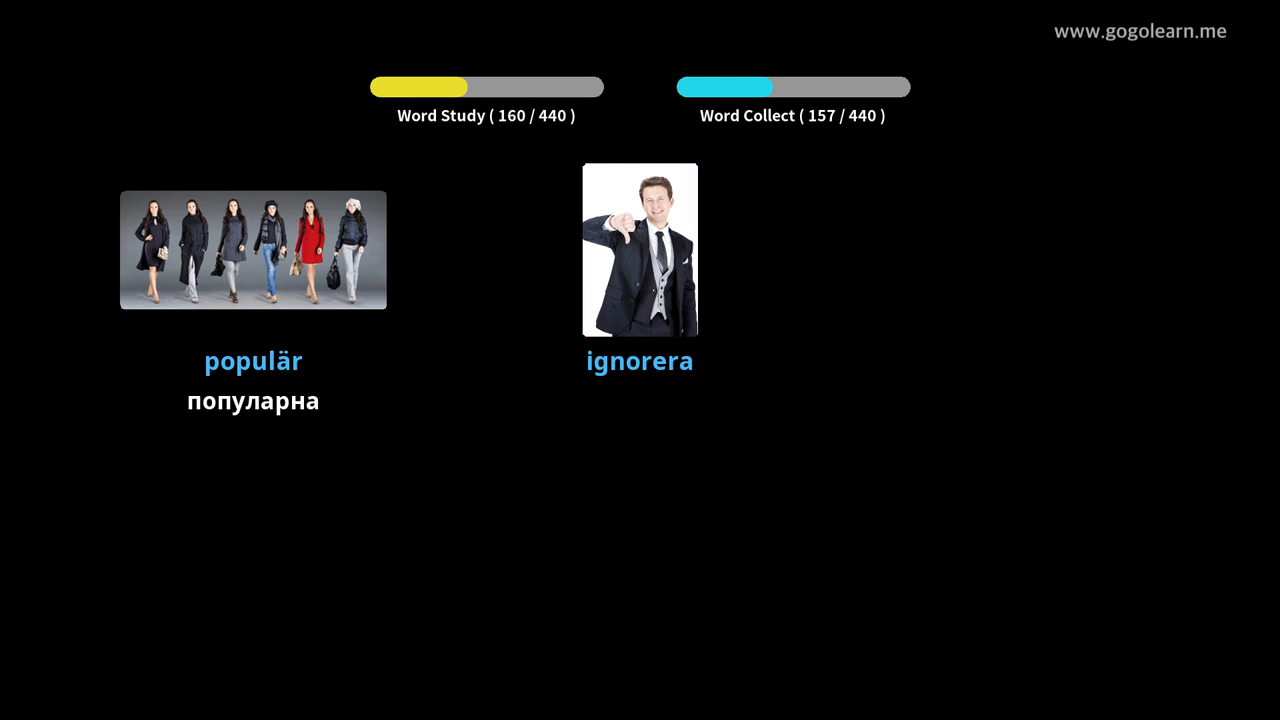 www.gogolearn.me
Word Study ( 160 / 440 )
Word Collect ( 157 / 440 )
populär
ignorera
популарна